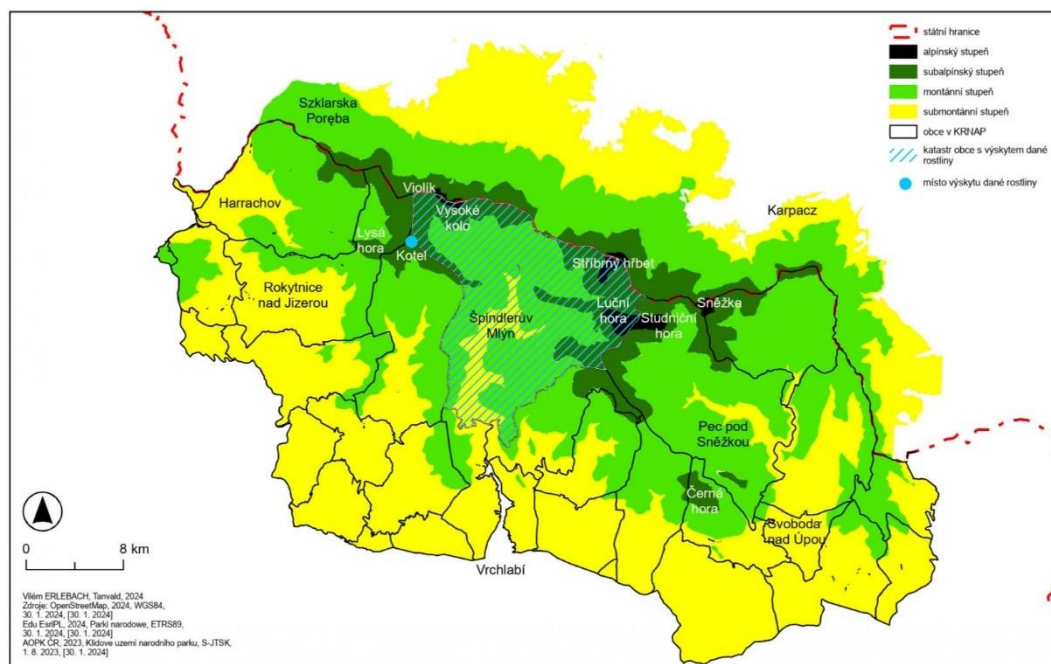 státní hranice
alpínský stupeň
subalpínský stupeň
montánní stupeň
submontánní stupeň
obce v KRNAP
katastr obce s výskytem dané
rostliny
místo výskytu dané rostliny
Szklarska
Poręba
Violík
Vysoké
kolo
Harrachov
Lysá
hora
Kotel
Karpacz
Stříbrný hřbet
Rokytnice
nad Jizerou
Špindlerův
Mlýn
Luční
hora
Studniční
hora
Sněžka
Pec pod
Sněžkou
Černá
hora
Svoboda
nad Úpou
Vrchlabí
0 8 km
Vilém ERLEBACH, Tanvald, 2024
Zdroje: OpenStreetMap, 2024, WGS84,
30. 1. 2024, [30. 1. 2024]
Edu EsriPL, 2024, Parki narodowe, ETRS89,
30. 1. 2024, [30. 1. 2024]
AOPK ČR, 2023, Klidove uzemi narodního parku, S-JTSK,
1. 8. 2023, [30. 1. 2024]